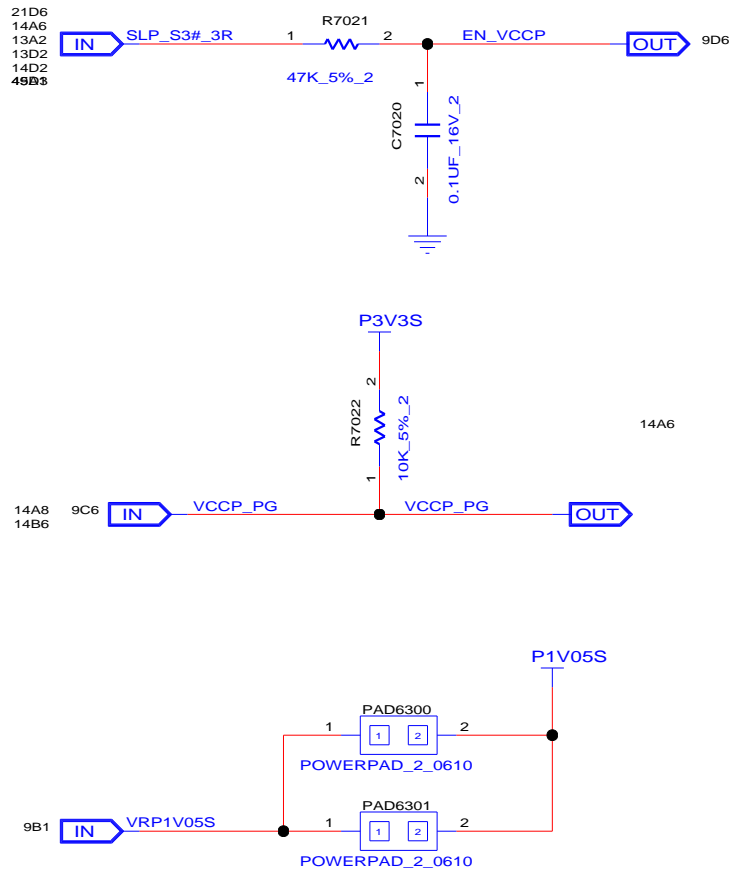 21D6
14A6
13A2
13D2
14D2
IN
SLP_S3#_3R
1
R7021
2
47K_5%_2
EN_VCCP
OUT
9D6
1
C7020
0.1UF_16V_2
2
P3V3S
2
R7022
10K_5%_2
1
14A6
14A8
14B6
9C6
IN
VCCP_PG
VCCP_PG
OUT
P1V05S
PAD6300
1
1
2
2
POWERPAD_2_0610
9B1
IN
VRP1V05S
PAD6301
1
1
2
2
POWERPAD_2_0610